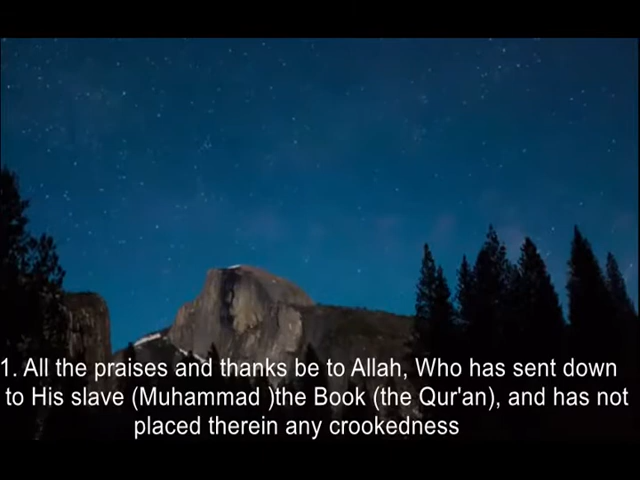 1. All the praises and thanks be to Allah, Who has sent down
to His slave (Muhammad )the Book (the Qur'an), and has not
placed therein any crookedness